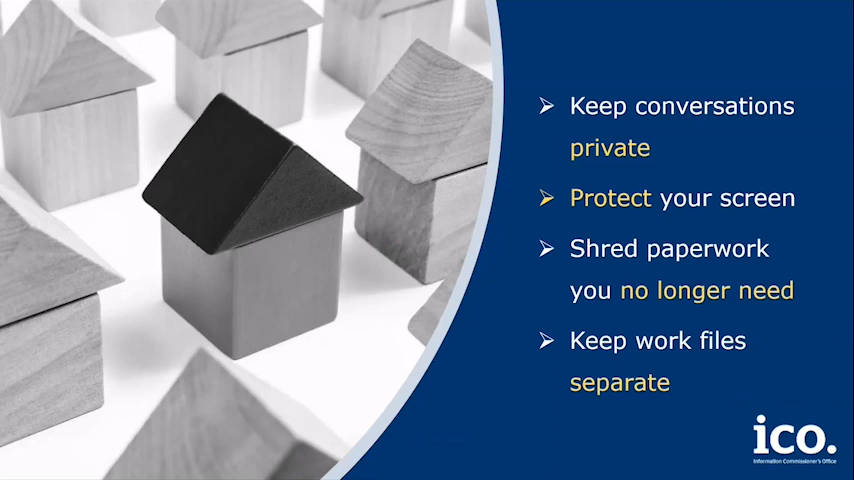 Keep conversations
private
Protect your screen
Shred paperwork
you no longer need
Keep work files
separate
ico.
Information Commissioner's Office